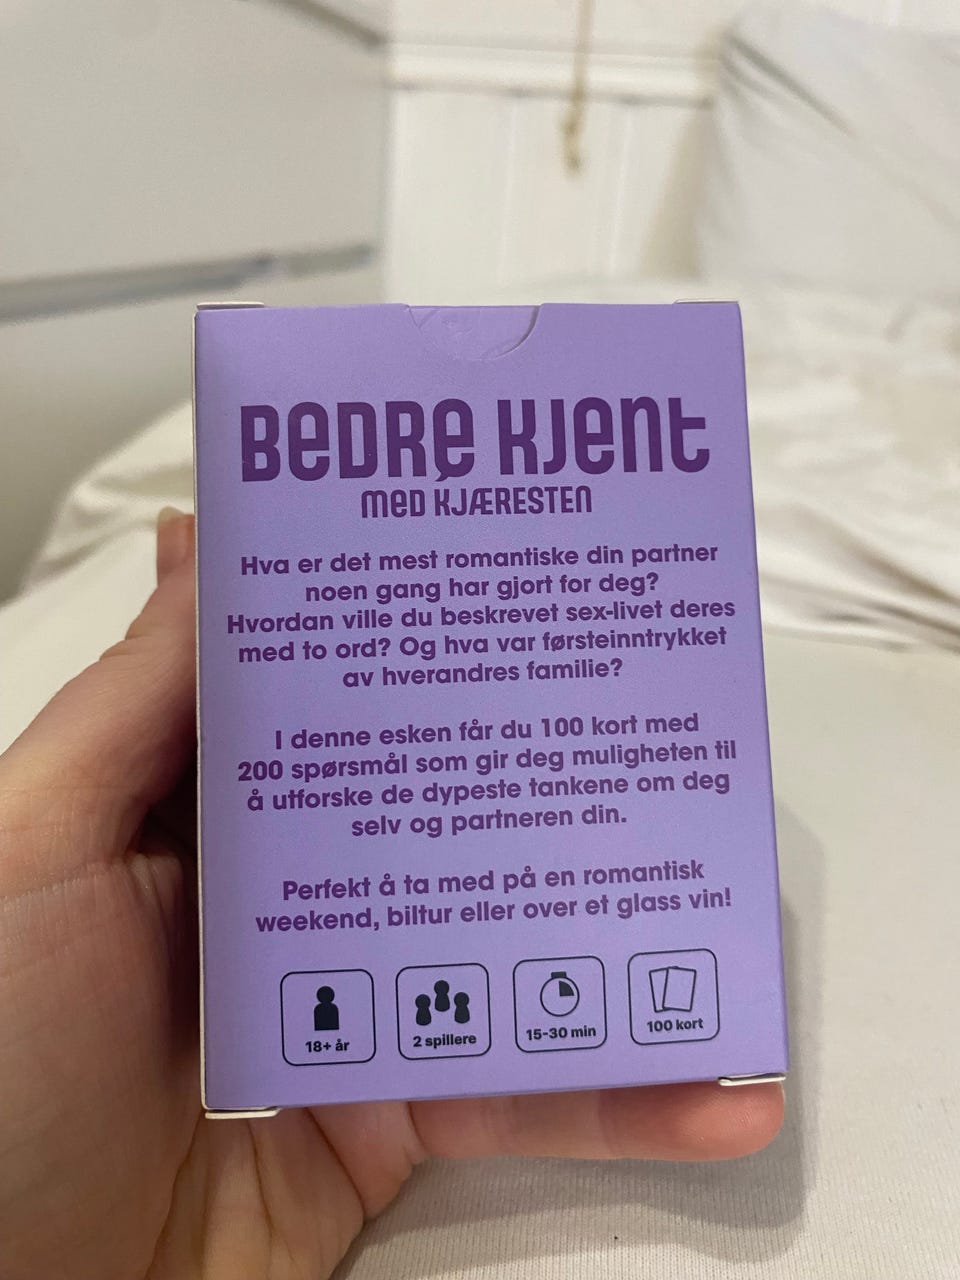 BEDRE KJENT
MED KJÆRESTEN
Hva er det mest romantiske din partner
noen gang har gjort for deg?
Hvordan ville du beskrevet sex-livet deres
med to ord? Og hva var førsteinntrykket
av hverandres familie?
I denne esken får du 100 kort med
200 spørsmål som gir deg muligheten til
å utforske de dypeste tankene om deg
selv og partneren din.
Perfekt å ta med på en romantisk
weekend, biltur eller over et glass vin!
18+ år
2 spillere
15-30 min
100 kort